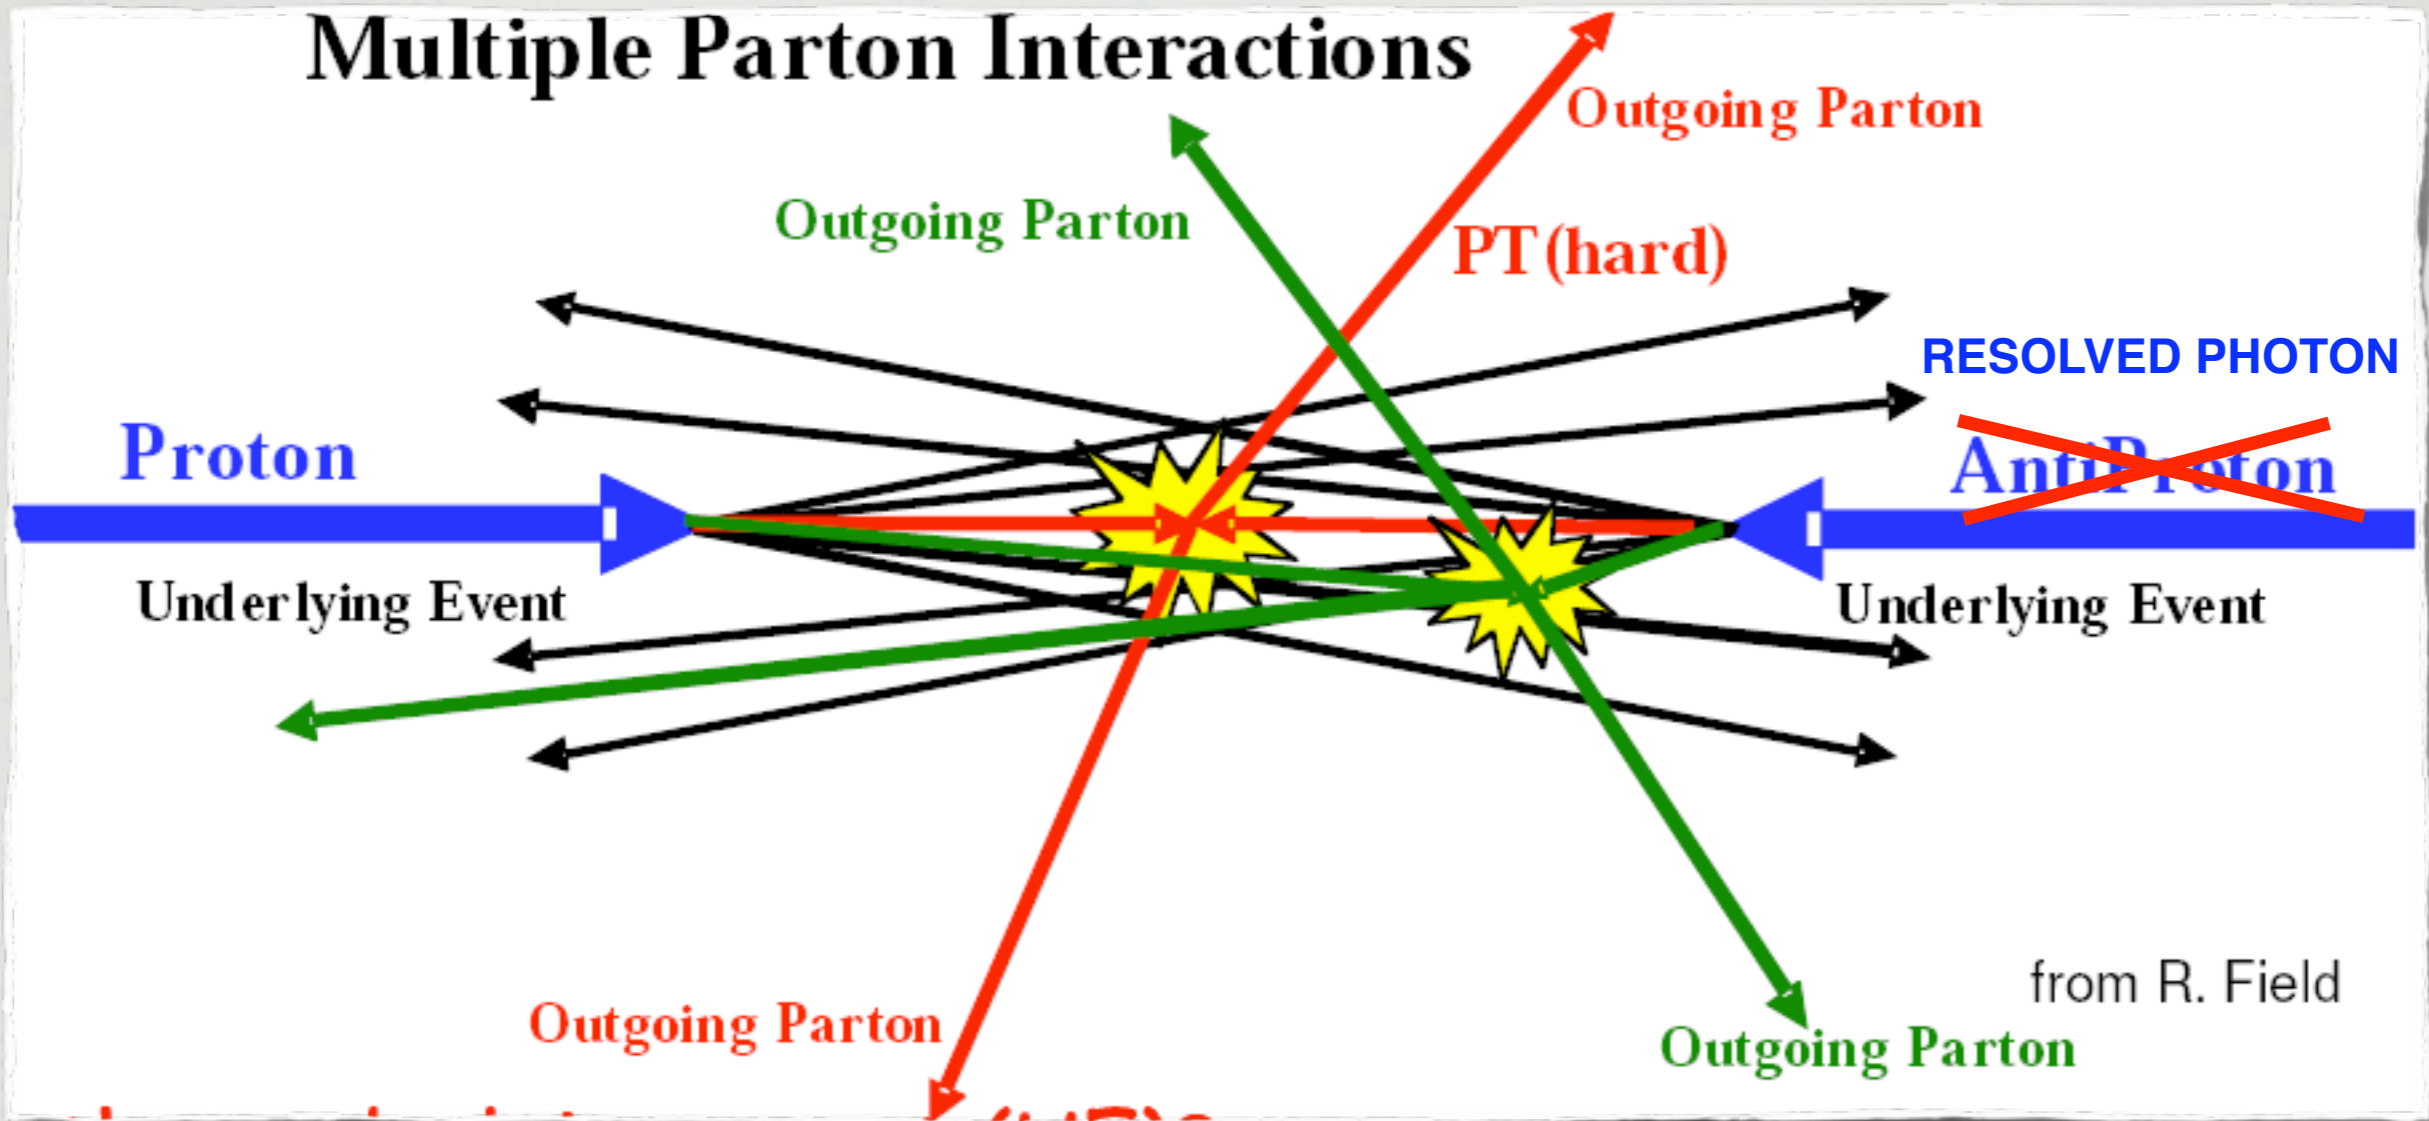 Multiple Parton Interactions
Outgoing Parton
Outgoing Parton
PT(hard)
RESOLVED PHOTON
Proton
AntiProton
Underlying Event
Underlying Event
from R. Field
Outgoing Parton
Outgoing Parton